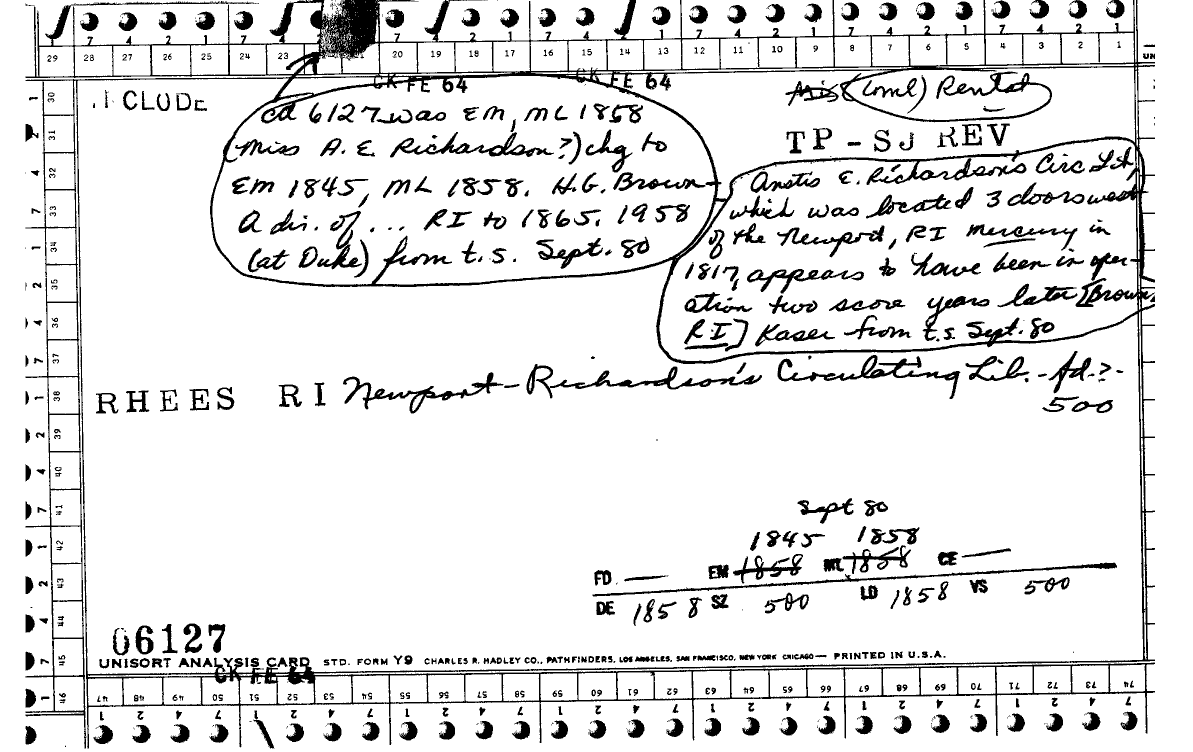 7 4 2 1 7 4 7 4 2 1 7 4 2 1 7 4 2 1 7 4 2 1
29 28 27 26 25 24 23 20 19 18 17 16 15 14 13 12 11 10 9 8 7 6 5 4 3 2 1
CK FE 64 CK FE 64
CLUDE
Mis (coml) Rental
TP - SJ REV.
cd 6127 was EM, ML 1858
(Miss A. E. Richardson?) chg to
EM 1845, ML 1858. H.G. Brown-
A dir. of ... RI to 1865. 1958
(at Duke) from t.s. Sept. 80
Anstis E. Richardson's Circ Lib,
which was located 3 doors west
of the Newport, RI Mercury in
1817, appears to have been in oper-
ation two score years later [Brown,
RI] Kaser from t.s. Sept. 80
RHEES RI Newport - Richardson's Circulating Lib. - Ad.? -
500
Sept 80
1845 1858
FD — EM 1858 ML 1858 CE —
DE 1858 SZ 500 LD 1858 VS 500
06127
UNISORT ANALYSIS CARD STD. FORM Y9 CHARLES R. HADLEY CO., PATHFINDERS, LOS ANGELES, SAN FRANCISCO, NEW YORK CHICAGO — PRINTED IN U.S.A.
CK FE 64
30 31 32 33 34 35 36 37 38 39 40 41 42 43 44 45 46
47 48 49 50 51 52 53 54 55 56 57 58 59 60 61 62 63 64 65 66 67 68 69 70 71 72 73 74
1 2 4 7 1 2 4 7 1 2 4 7 1 2 4 7 1 2 4 7 1 2 4 7 1 2 4 7